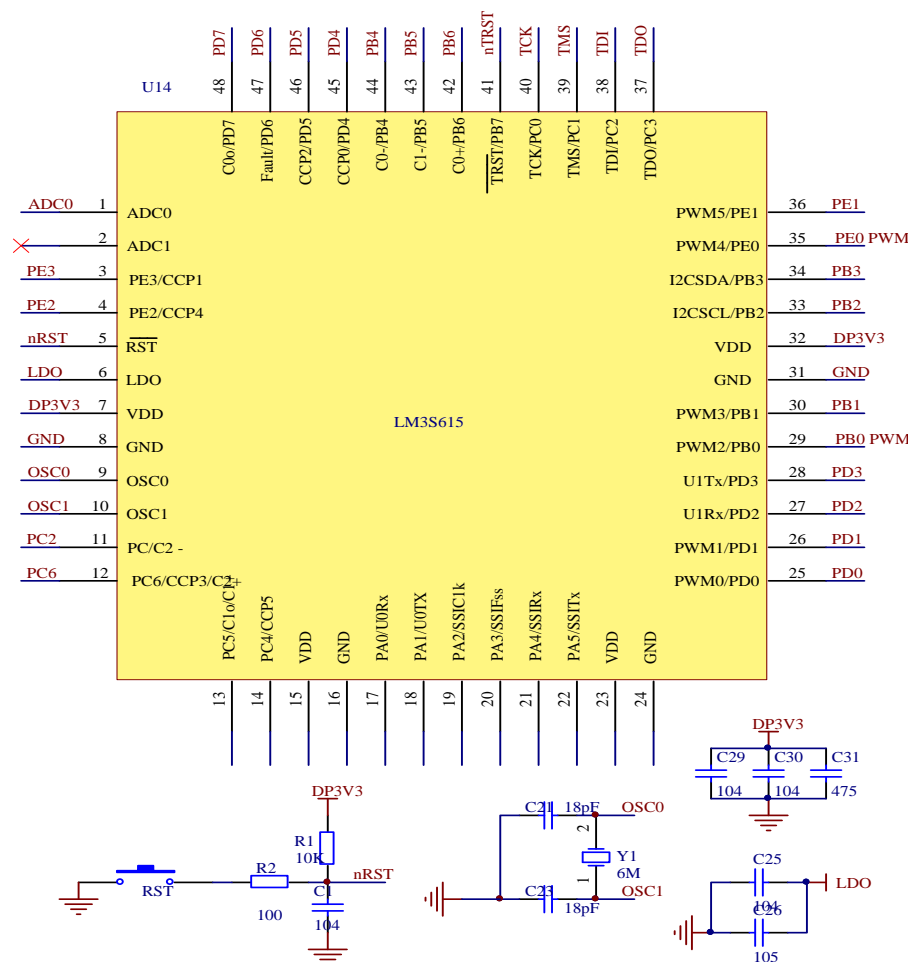 PD7 PD6 PD5 PD4 PB4 PB5 PB6 nTRST TCK TMS TDI TDO
48 47 46 45 44 43 42 41 40 39 38 37
U14
C0o/PD7 Fault/PD6 CCP2/PD5 CCP0/PD4 C0-/PB4 C1-/PB5 C0+/PB6 TRST/PB7 TCK/PC0 TMS/PC1 TDI/PC2 TDO/PC3
ADC0 1 ADC0 PWM5/PE1 36 PE1
2 ADC1 PWM4/PE0 35 PE0 PWM
PE3 3 PE3/CCP1 I2CSDA/PB3 34 PB3
PE2 4 PE2/CCP4 I2CSCL/PB2 33 PB2
nRST 5 RST VDD 32 DP3V3
LDO 6 LDO GND 31 GND
DP3V3 7 VDD PWM3/PB1 30 PB1
LM3S615
GND 8 GND PWM2/PB0 29 PB0 PWM
OSC0 9 OSC0 U1Tx/PD3 28 PD3
OSC1 10 OSC1 U1Rx/PD2 27 PD2
PC2 11 PC/C2 - PWM1/PD1 26 PD1
PC6 12 PC6/CCP3/C2+ PWM0/PD0 25 PD0
PC5/C1o/C1+ PC4/CCP5 VDD GND PA0/U0Rx PA1/U0TX PA2/SSIC1k PA3/SSIFss PA4/SSIRx PA5/SSITx VDD GND
13 14 15 16 17 18 19 20 21 22 23 24
DP3V3
C29 C30 C31
104 104 475
DP3V3
R1
10K
R2 nRST
RST C1
100 104
C21 18pF OSC0
2
Y1
6M
1
C23 OSC1
18pF
C25
LDO
104
C26
105